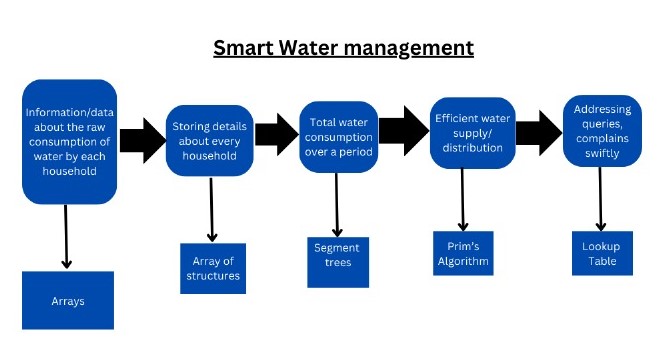 Smart Water management
Information/data
about the raw
consumption of
water by each
household
Storing details
about every
household
Total water
consumption
over a period
Efficient water
supply/
distribution
Addressing
queries,
complains
swiftly
Arrays
Array of
structures
Segment
trees
Prim's
Algorithm
Lookup
Table